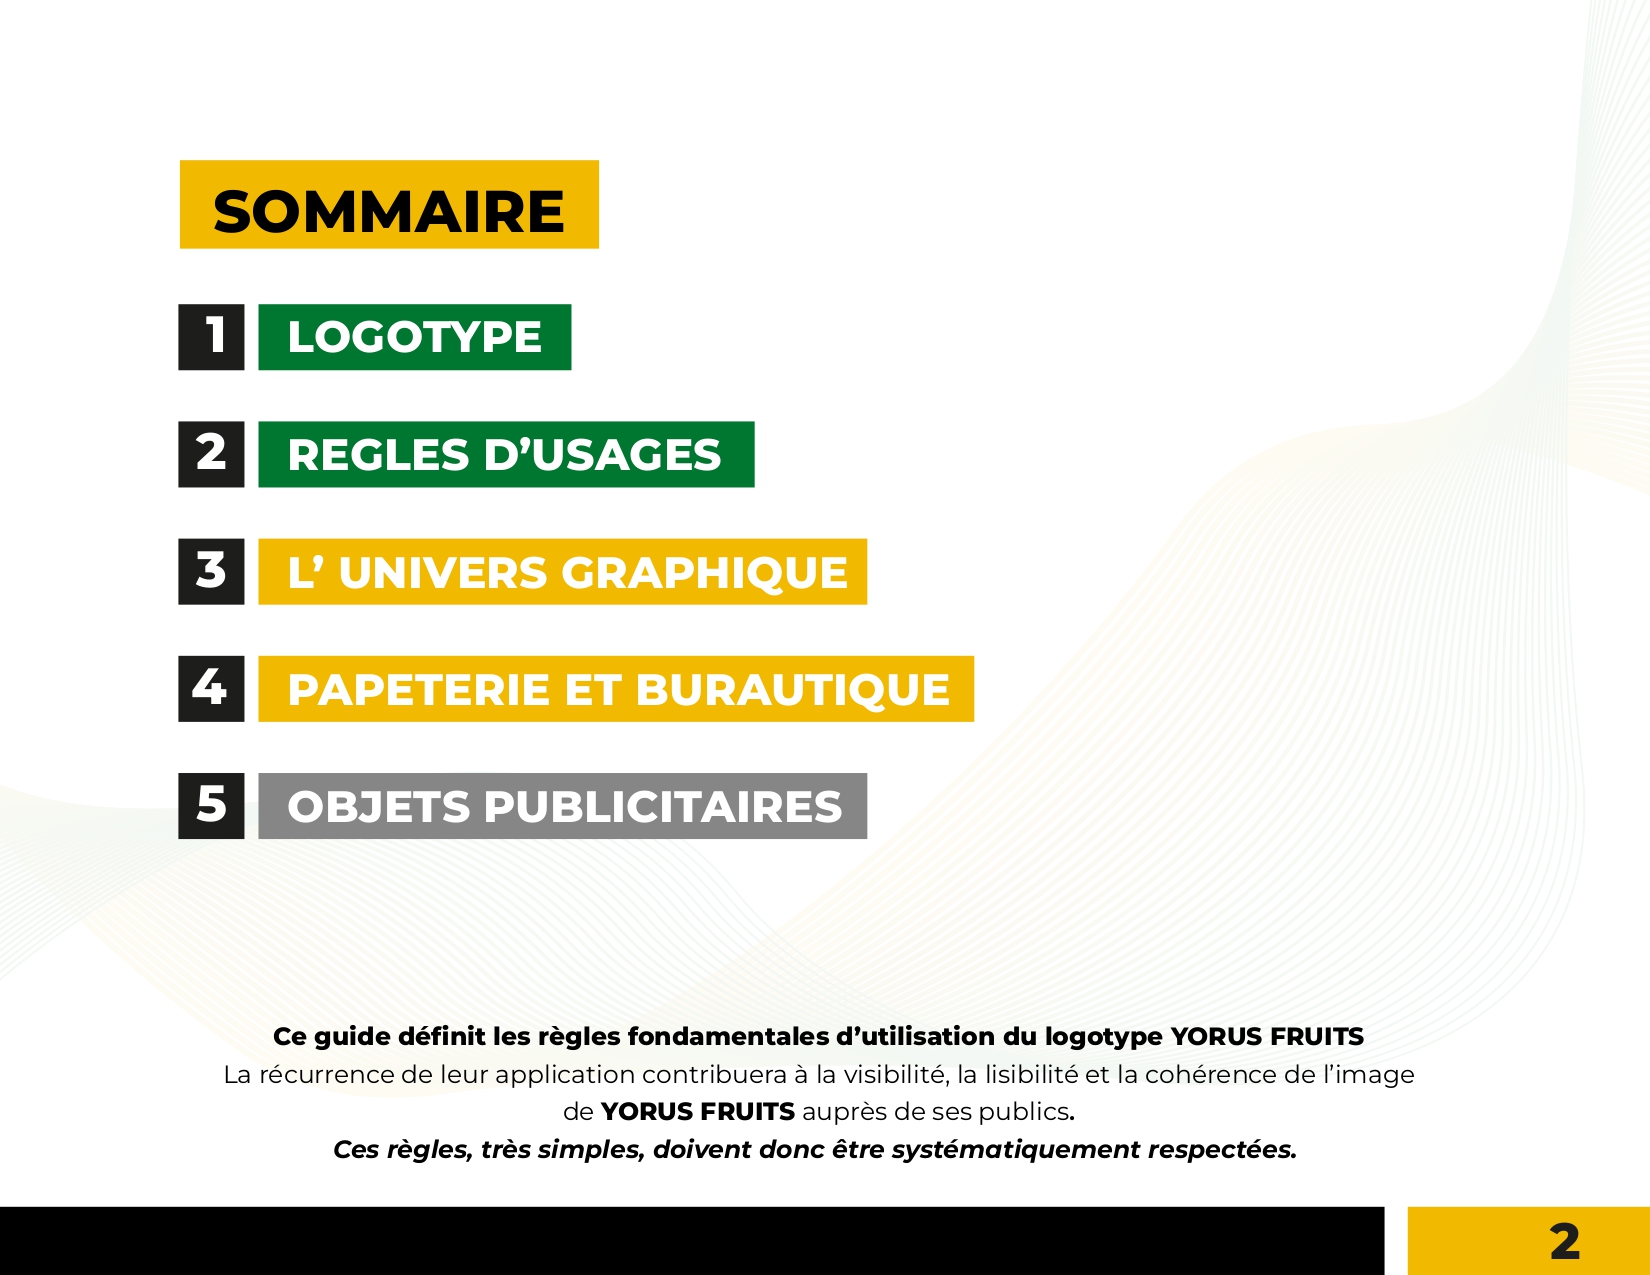 SOMMAIRE
1 LOGOTYPE
2 REGLES D’USAGES
3 L’ UNIVERS GRAPHIQUE
4 PAPETERIE ET BURAUTIQUE
5 OBJETS PUBLICITAIRES
Ce guide définit les règles fondamentales d’utilisation du logotype YORUS FRUITS
La récurrence de leur application contribuera à la visibilité, la lisibilité et la cohérence de l’image
de YORUS FRUITS auprès de ses publics.
Ces règles, très simples, doivent donc être systématiquement respectées.
2